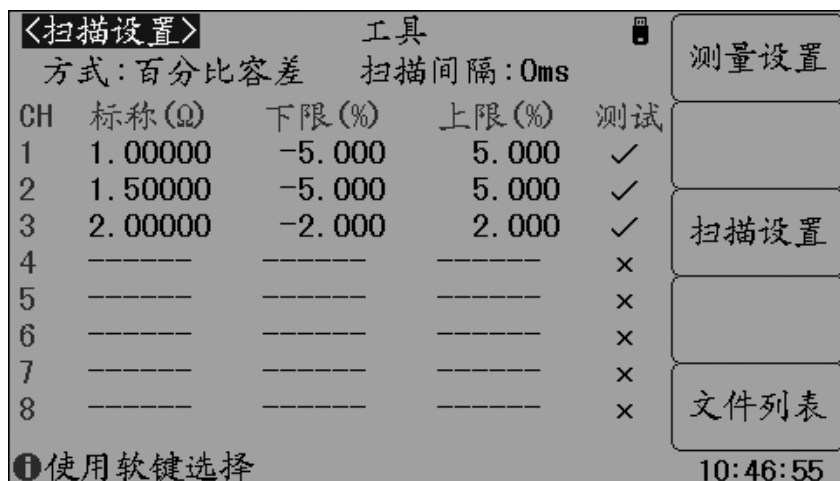 <扫描设置> 工具
方式:百分比容差 扫描间隔:0ms
CH 标称(Ω) 下限(%) 上限(%) 测试
1 1.00000 -5.000 5.000 ✓
2 1.50000 -5.000 5.000 ✓
3 2.00000 -2.000 2.000 ✓
4 ------ ------ ------ ×
5 ------ ------ ------ ×
6 ------ ------ ------ ×
7 ------ ------ ------ ×
8 ------ ------ ------ ×
使用软键选择 10:46:55
测量设置
扫描设置
文件列表